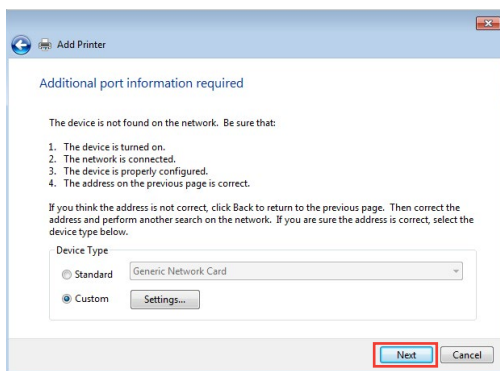 Add Printer
Additional port information required
The device is not found on the network. Be sure that:
1. The device is turned on.
2. The network is connected.
3. The device is properly configured.
4. The address on the previous page is correct.
If you think the address is not correct, click Back to return to the previous page. Then correct the
address and perform another search on the network. If you are sure the address is correct, select the
device type below.
Device Type
Standard Generic Network Card
Custom Settings...
Next Cancel